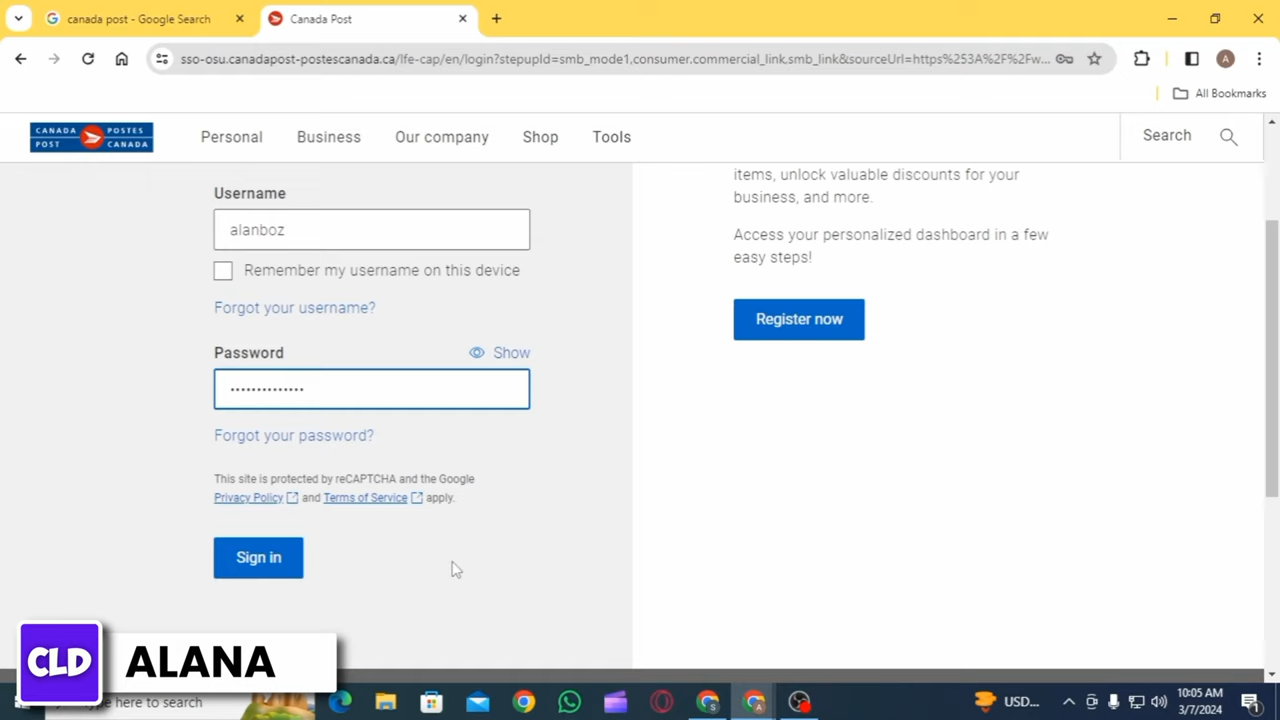 canada post - Google Search
Canada Post
sso-osu.canadapost-postescanada.ca/lfe-cap/en/login?stepupId=smb_mode1,consumer.commercial_link,smb_link&sourceUrl=https%253A%2F%2Fw...
A
All Bookmarks
CANADA POSTES
POST CANADA
Personal Business Our company Shop Tools
Search
Username
alanboz
Remember my username on this device
Forgot your username?
Password Show
Forgot your password?
This site is protected by reCAPTCHA and the Google
Privacy Policy and Terms of Service apply.
Sign in
items, unlock valuable discounts for your
business, and more.
Access your personalized dashboard in a few
easy steps!
Register now
CLD ALANA
here to search
USD...
10:05 AM
3/7/2024